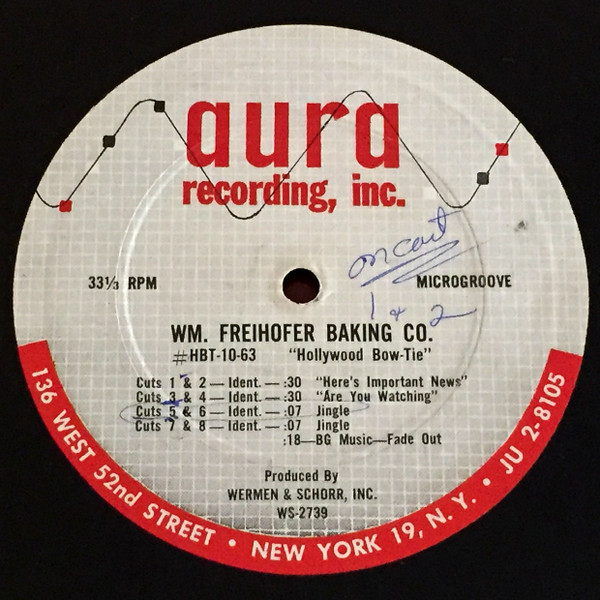 aura
recording, inc.
on cart
33⅓ RPM
MICROGROOVE
1 & 2
WM. FREIHOFER BAKING CO.
#HBT-10-63 "Hollywood Bow-Tie"
Cuts 1 & 2 — Ident. — :30 "Here's Important News"
Cuts 3 & 4 — Ident. — :30 "Are You Watching"
Cuts 5 & 6 — Ident. — :07 Jingle
Cuts 7 & 8 — Ident. — :07 Jingle
:18—BG Music—Fade Out
Produced By
WERMEN & SCHORR, INC.
WS-2739
136 WEST 52nd STREET • NEW YORK 19, N. Y. • JU 2-8105